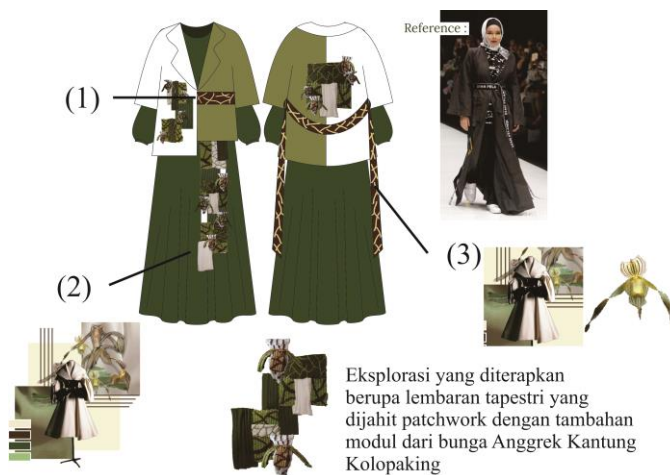 Reference :
(1)
(2)
(3)
Eksplorasi yang diterapkan
berupa lembaran tapestri yang
dijahit patchwork dengan tambahan
modul dari bunga Anggrek Kantung
Kolopaking